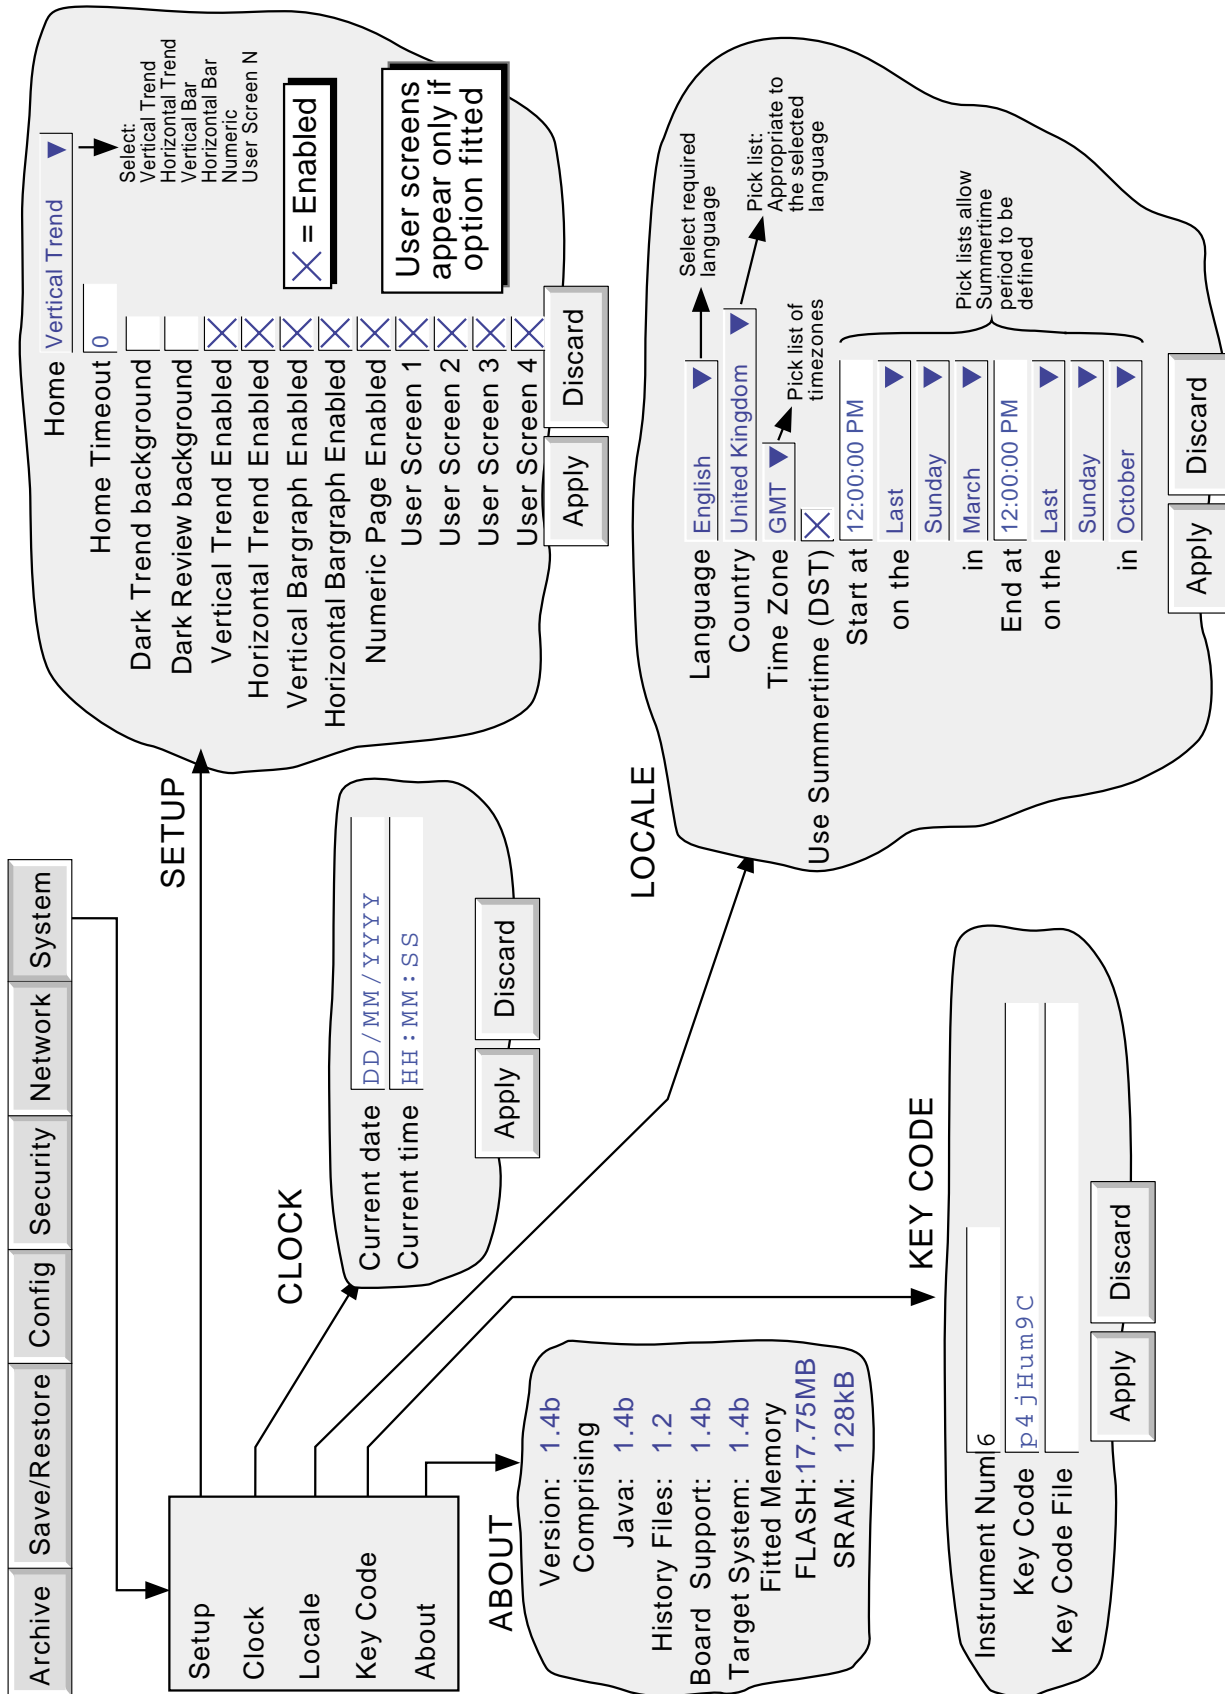 Archive
Save/Restore
Config
Security
Network
System
Setup
Clock
Locale
Key Code
About
SETUP
Home Vertical Trend
Select:
Vertical Trend
Horizontal Trend
Vertical Bar
Horizontal Bar
Numeric
User Screen N
Home Timeout 0
Dark Trend background
Dark Review background
Vertical Trend Enabled
Horizontal Trend Enabled
Vertical Bargraph Enabled
Horizontal Bargraph Enabled
Numeric Page Enabled
User Screen 1
User Screen 2
User Screen 3
User Screen 4
= Enabled
User screens
appear only if
option fitted
Apply
Discard
CLOCK
Current date DD/MM/YYYY
Current time HH:MM:SS
Apply
Discard
LOCALE
Language English
Select required
language
Country United Kingdom
Pick list:
Appropriate to
the selected
language
Time Zone GMT
Pick list of
timezones
Use Summertime (DST)
Start at 12:00:00 PM
on the Last
Sunday
in March
End at 12:00:00 PM
on the Last
Sunday
in October
Pick lists allow
Summertime
period to be
defined
Apply
Discard
ABOUT
Version: 1.4b
Comprising
Java: 1.4b
History Files: 1.2
Board Support: 1.4b
Target System: 1.4b
Fitted Memory
FLASH:17.75MB
SRAM: 128kB
KEY CODE
Instrument Num 6
Key Code p4jHum9C
Key Code File
Apply
Discard